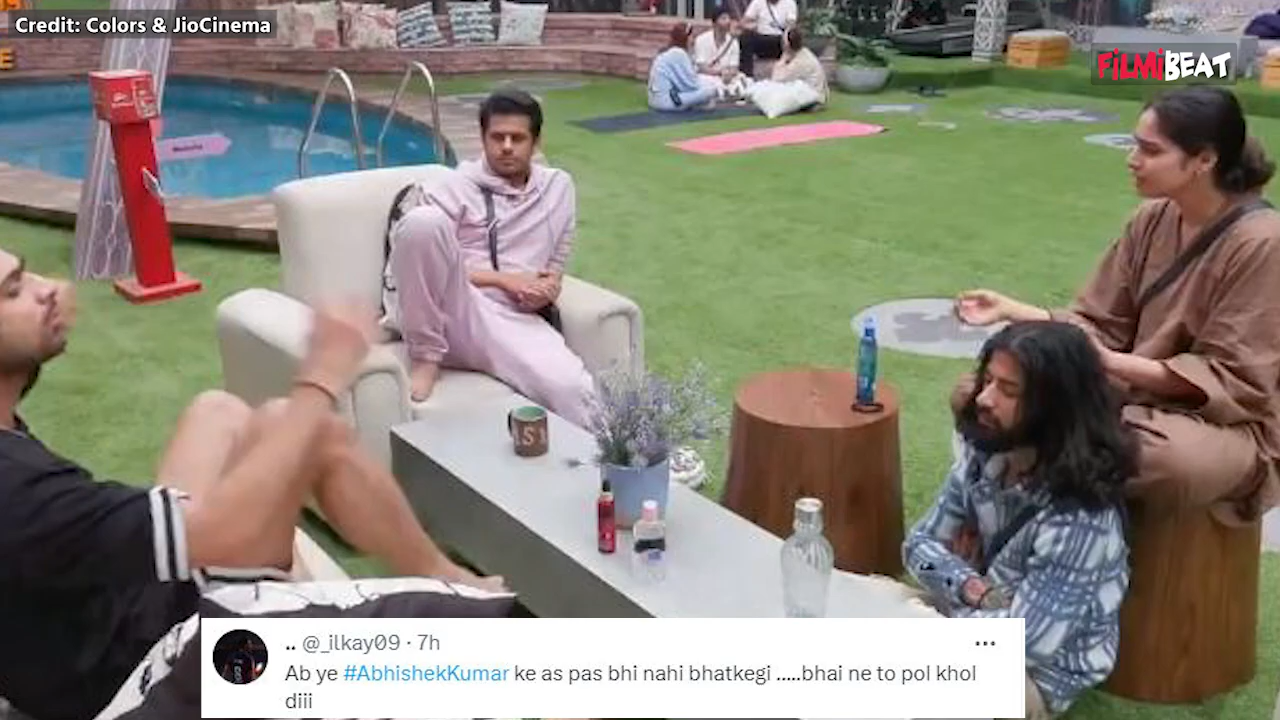 Credit: Colors & JioCinema
FiLMiBEAT
.. @_ilkay09 · 7h
Ab ye #AbhishekKumar ke as pas bhi nahi bhatkegi .....bhai ne to pol khol
diii